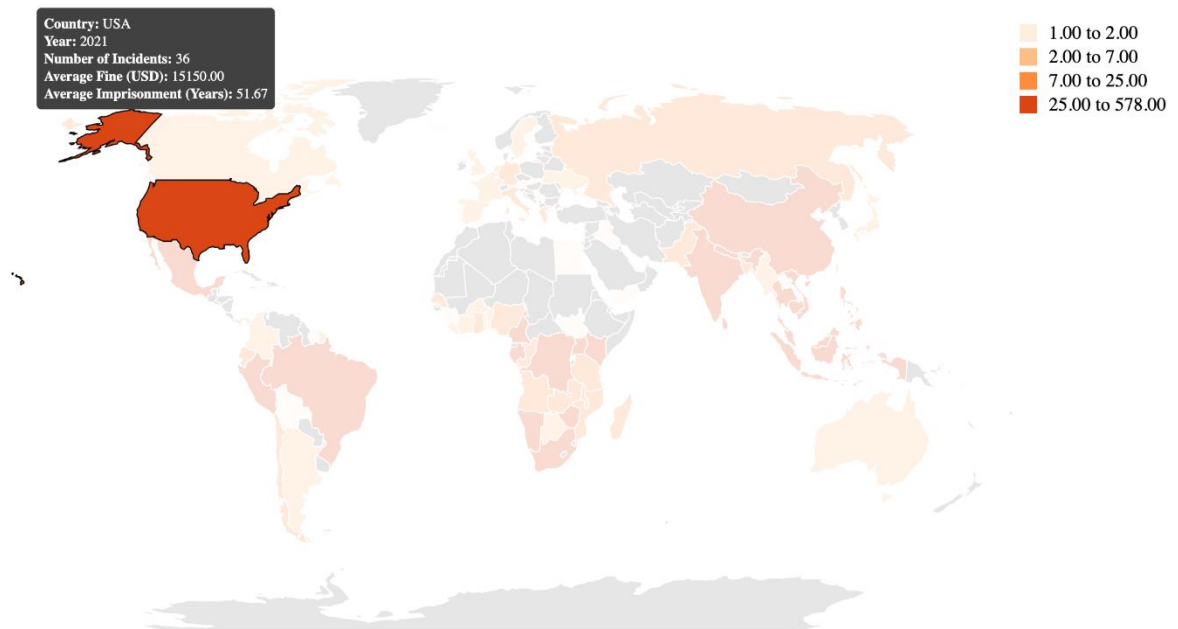 Country: USA
Year: 2021
Number of Incidents: 36
Average Fine (USD): 15150.00
Average Imprisonment (Years): 51.67
1.00 to 2.00
2.00 to 7.00
7.00 to 25.00
25.00 to 578.00